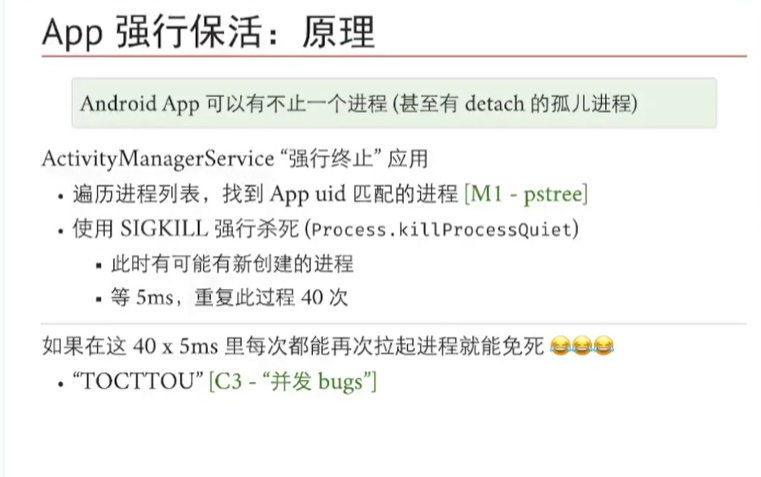 App 强行保活：原理
Android App 可以有不止一个进程 (甚至有 detach 的孤儿进程)
ActivityManagerService “强行终止” 应用
• 遍历进程列表，找到 App uid 匹配的进程 [M1 - pstree]
• 使用 SIGKILL 强行杀死 (Process.killProcessQuiet)
▪ 此时有可能有新创建的进程
▪ 等 5ms，重复此过程 40 次
如果在这 40 x 5ms 里每次都能再次拉起进程就能免死 😂😂😂
• “TOCTTOU” [C3 - “并发 bugs”]